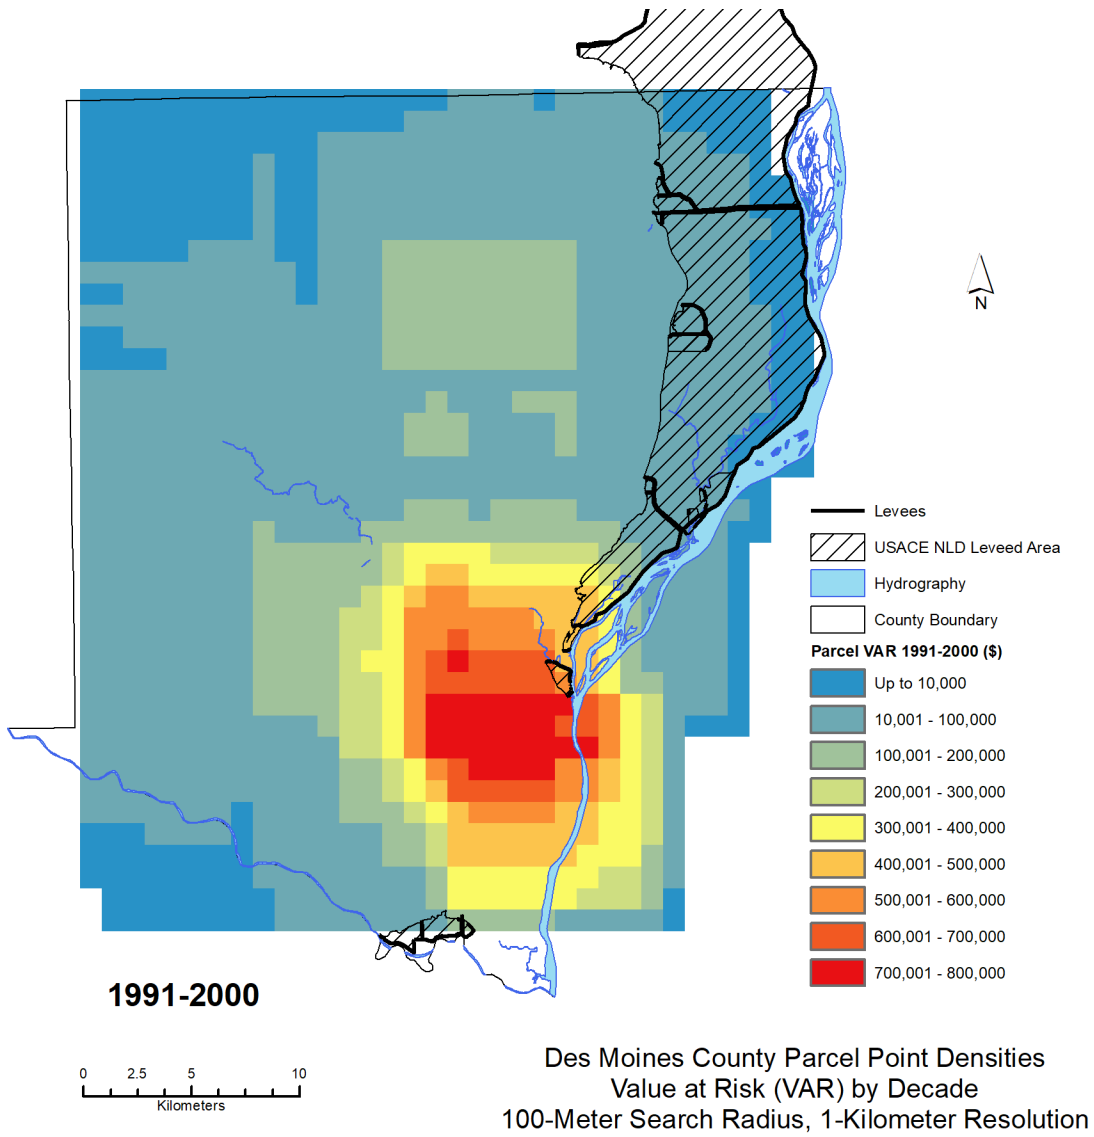 N
Levees
USACE NLD Leveed Area
Hydrography
County Boundary
Parcel VAR 1991-2000 ($)
Up to 10,000
10,001 - 100,000
100,001 - 200,000
200,001 - 300,000
300,001 - 400,000
400,001 - 500,000
500,001 - 600,000
600,001 - 700,000
700,001 - 800,000
1991-2000
0 2.5 5 10
Kilometers
Des Moines County Parcel Point Densities
Value at Risk (VAR) by Decade
100-Meter Search Radius, 1-Kilometer Resolution